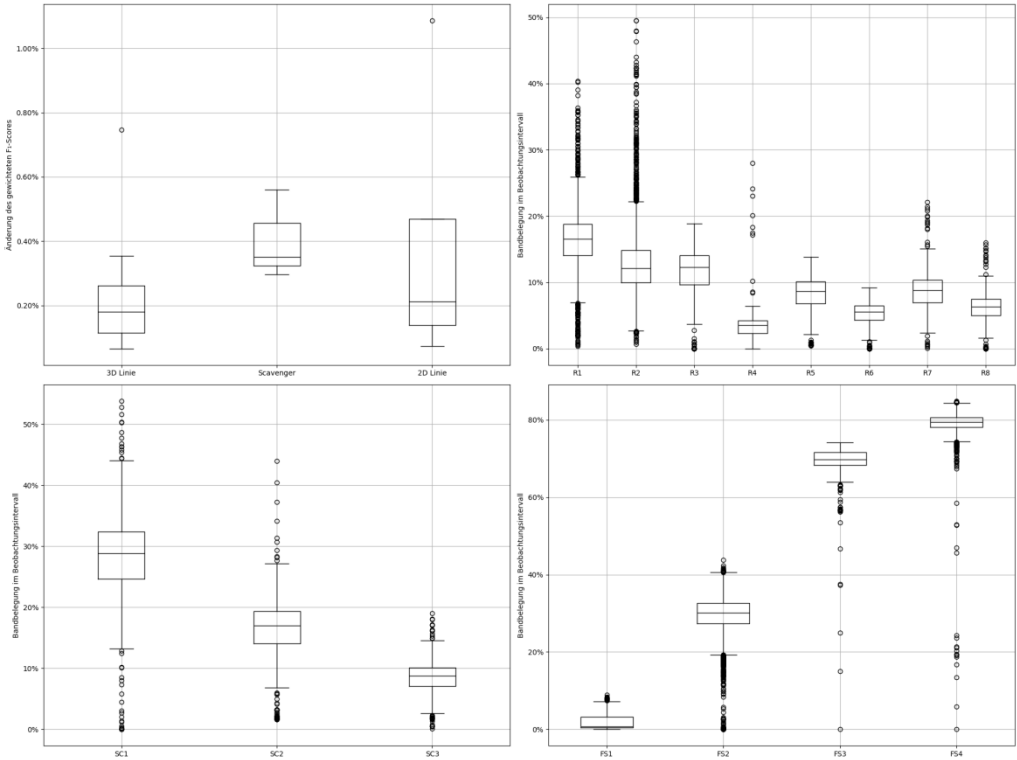 Änderung des gewichteten F₁-Scores
1.00%
0.80%
0.60%
0.40%
0.20%
3D Linie Scavenger 2D Linie
Bandbelegung im Beobachtungsintervall
50%
40%
30%
20%
10%
0%
R1 R2 R3 R4 R5 R6 R7 R8
Bandbelegung im Beobachtungsintervall
50%
40%
30%
20%
10%
0%
SC1 SC2 SC3
Bandbelegung im Beobachtungsintervall
80%
60%
40%
20%
0%
FS1 FS2 FS3 FS4